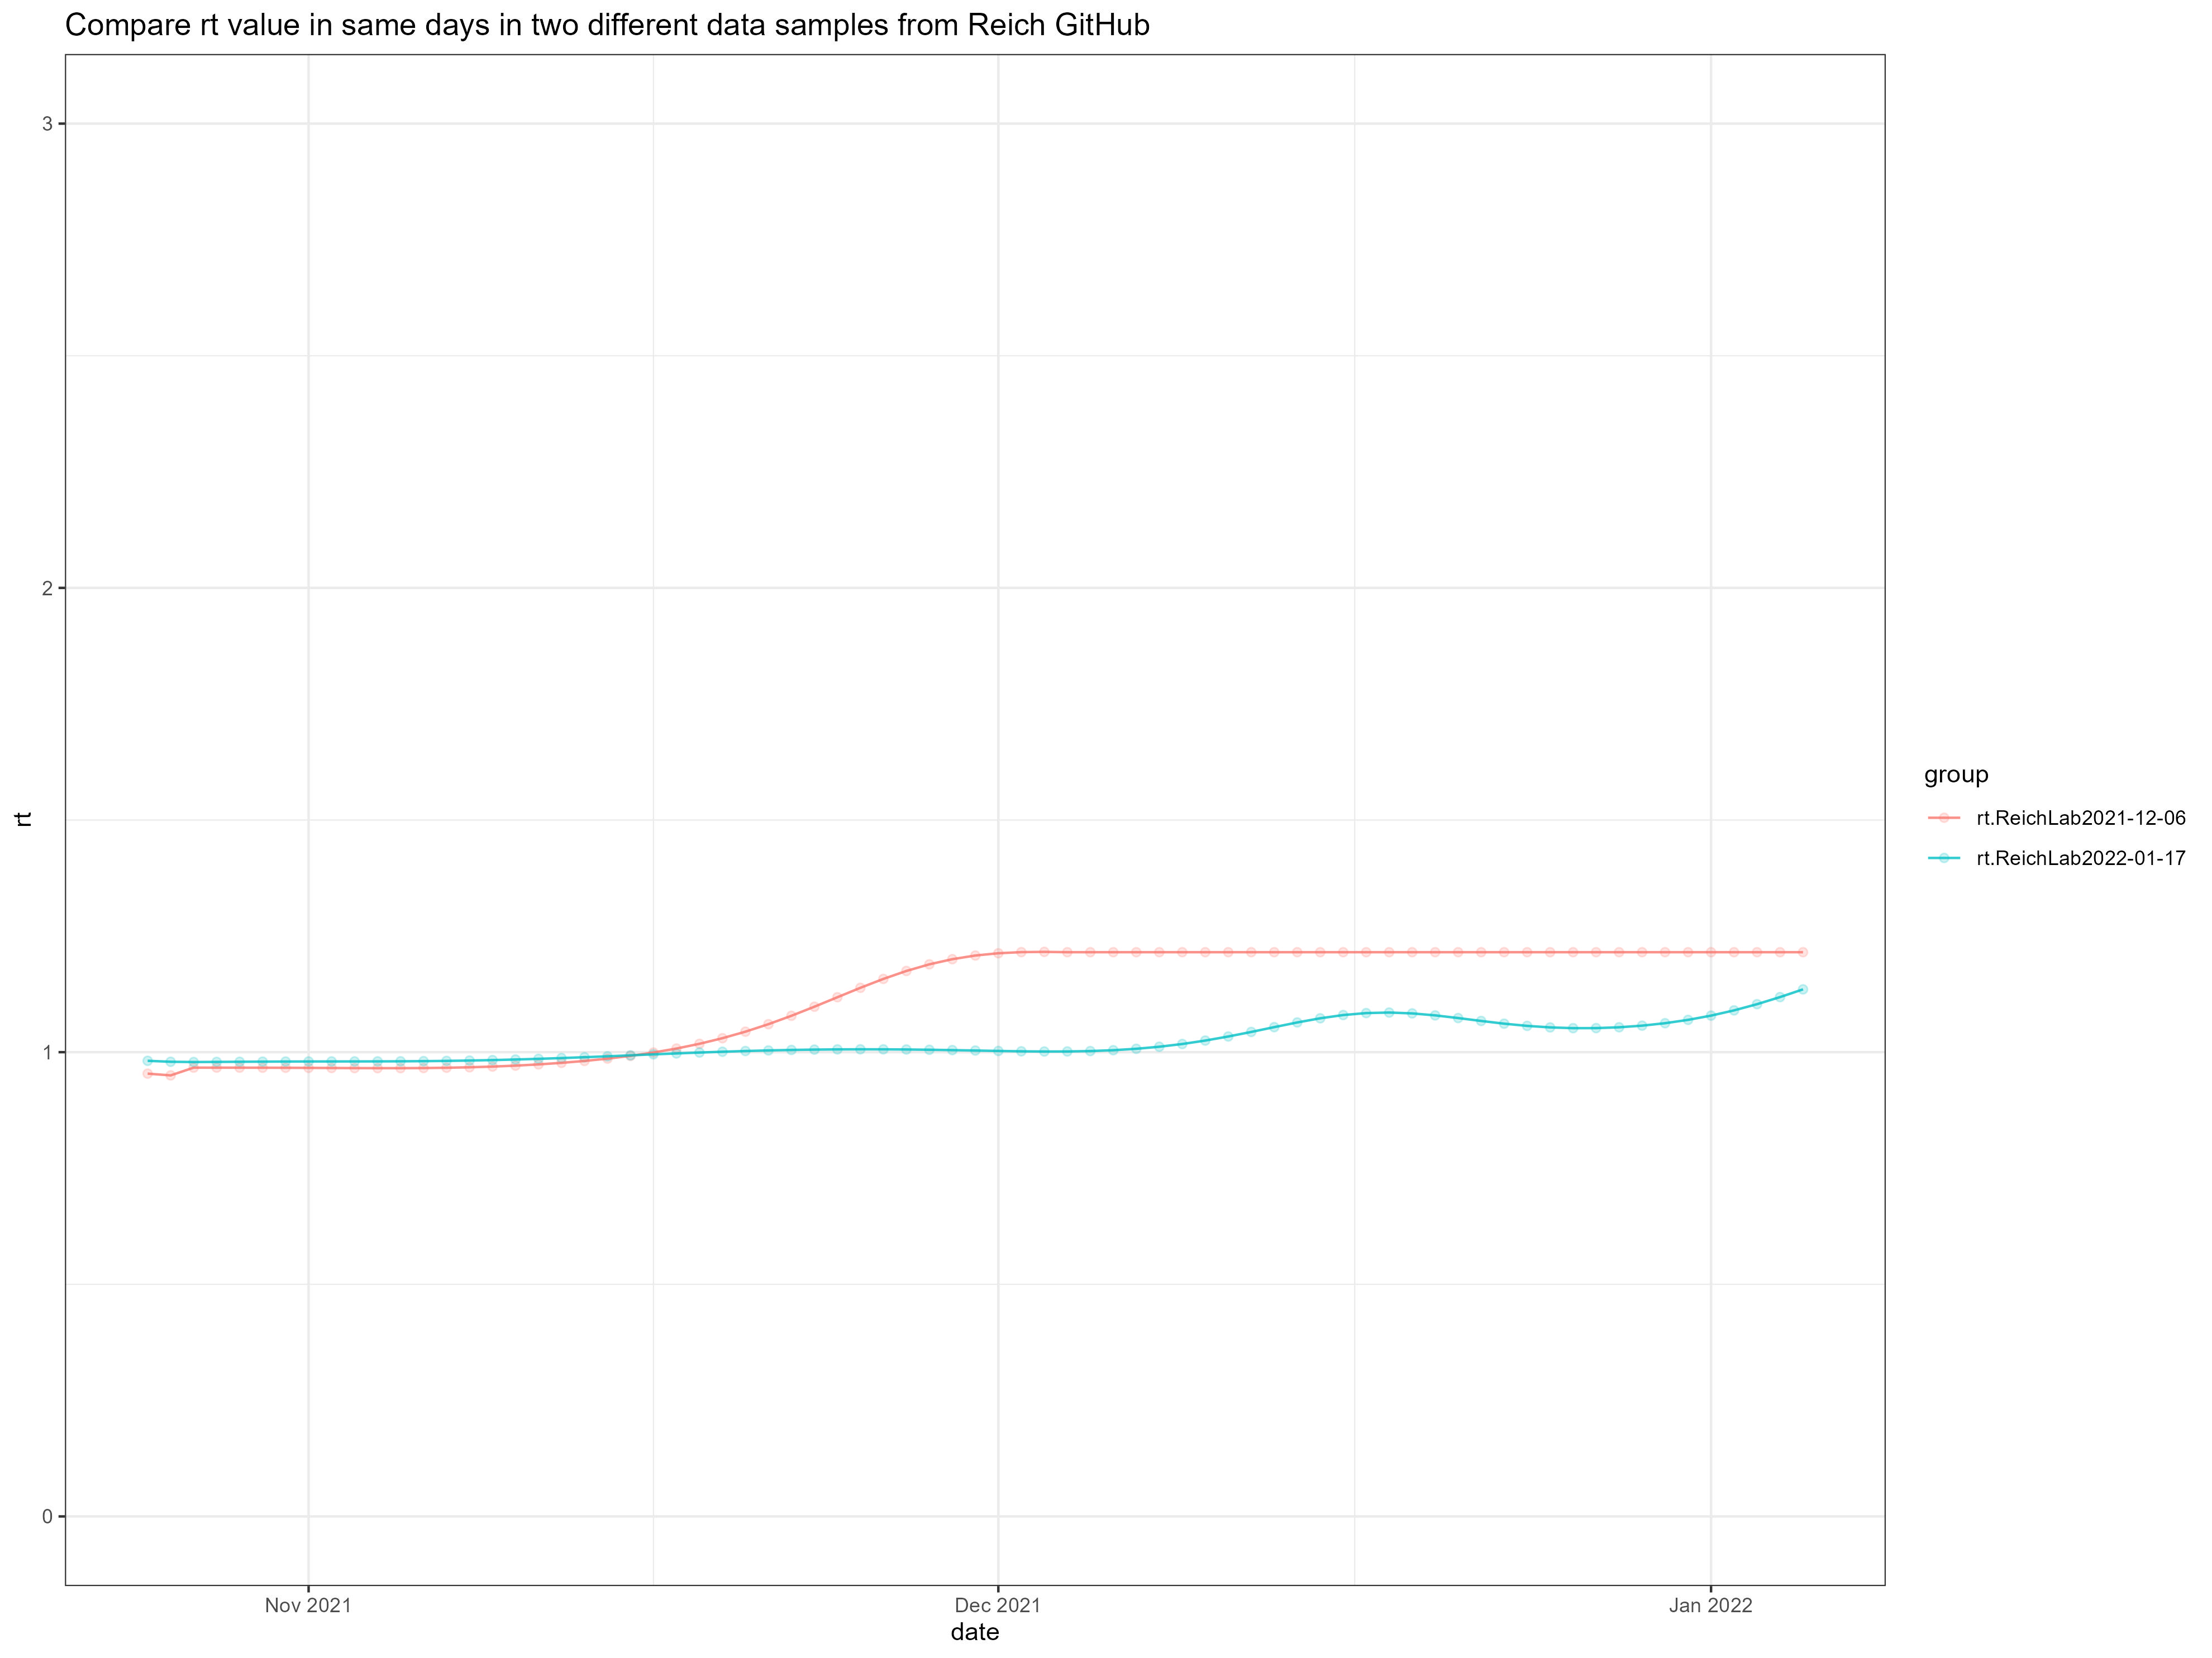 Compare rt value in same days in two different data samples from Reich GitHub
3
2
1
0
rt
Nov 2021
Dec 2021
Jan 2022
date
group
rt.ReichLab2021-12-06
rt.ReichLab2022-01-17